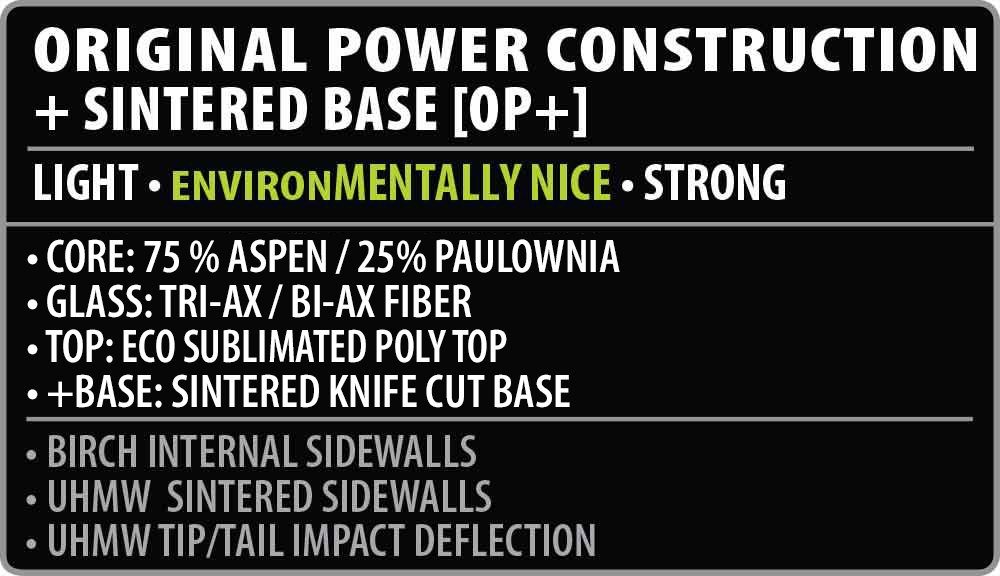 ORIGINAL POWER CONSTRUCTION
+ SINTERED BASE [OP+]
LIGHT • ENVIRONMENTALLY NICE • STRONG
• CORE: 75 % ASPEN / 25% PAULOWNIA
• GLASS: TRI-AX / BI-AX FIBER
• TOP: ECO SUBLIMATED POLY TOP
• +BASE: SINTERED KNIFE CUT BASE
• BIRCH INTERNAL SIDEWALLS
• UHMW  SINTERED SIDEWALLS
• UHMW TIP/TAIL IMPACT DEFLECTION